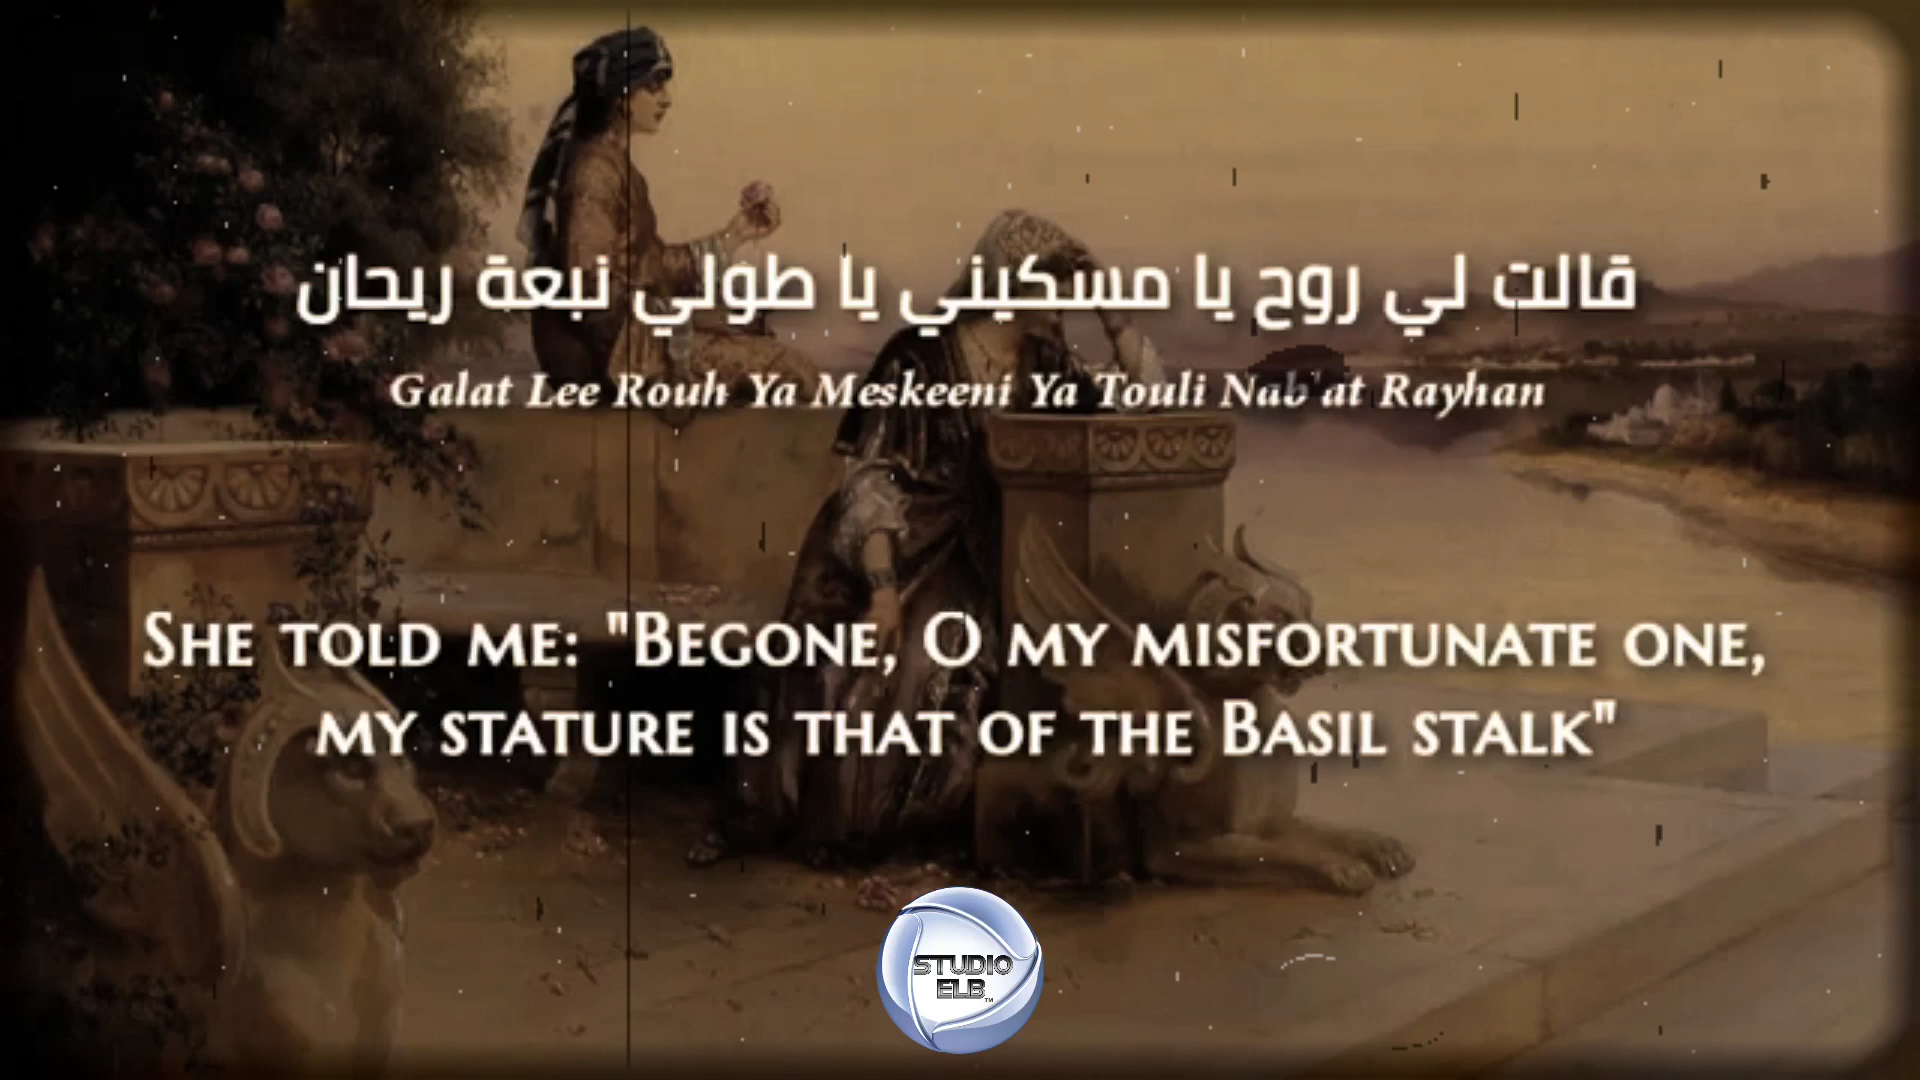 قالت لي روح يا مسكيني يا طولي نبعة ريحان
Galat Lee Rouh Ya Meskeeni Ya Touli Nab'at Rayhan
She told me: "Begone, O my misfortunate one,
my stature is that of the Basil stalk"
STUDIO
ELB™